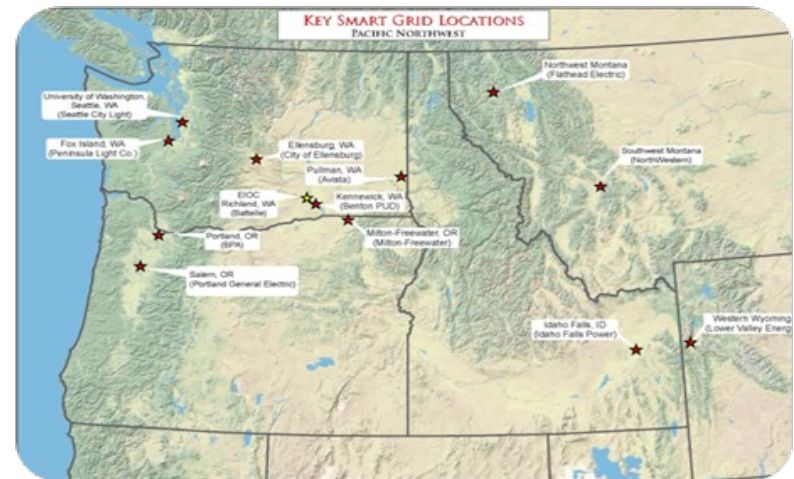 KEY SMART GRID LOCATIONS
PACIFIC NORTHWEST
Northwest Montana
(Flathead Electric)
University of Washington,
Seattle, WA
(Seattle City Light)
Fox Island, WA
(Peninsula Light Co.)
Ellensburg, WA
(City of Ellensburg)
Southwest Montana
(NorthWestern)
Pullman, WA
(Avista)
EIOC
Richland, WA
(Battelle)
Kennewick, WA
(Benton PUD)
Portland, OR
(BPA)
Milton-Freewater, OR
(Milton-Freewater)
Salem, OR
(Portland General Electric)
Idaho Falls, ID
(Idaho Falls Power)
Western Wyoming
(Lower Valley Energ